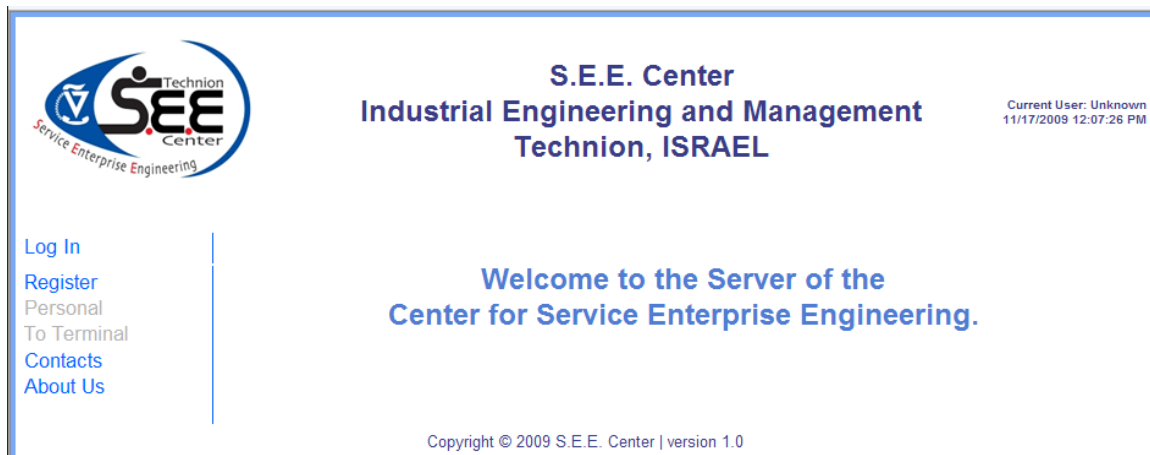 Technion
S.E.E.
Center
Service Enterprise Engineering
S.E.E. Center
Industrial Engineering and Management
Technion, ISRAEL
Current User: Unknown
11/17/2009 12:07:26 PM
Log In
Register
Personal
To Terminal
Contacts
About Us
Welcome to the Server of the
Center for Service Enterprise Engineering.
Copyright © 2009 S.E.E. Center | version 1.0